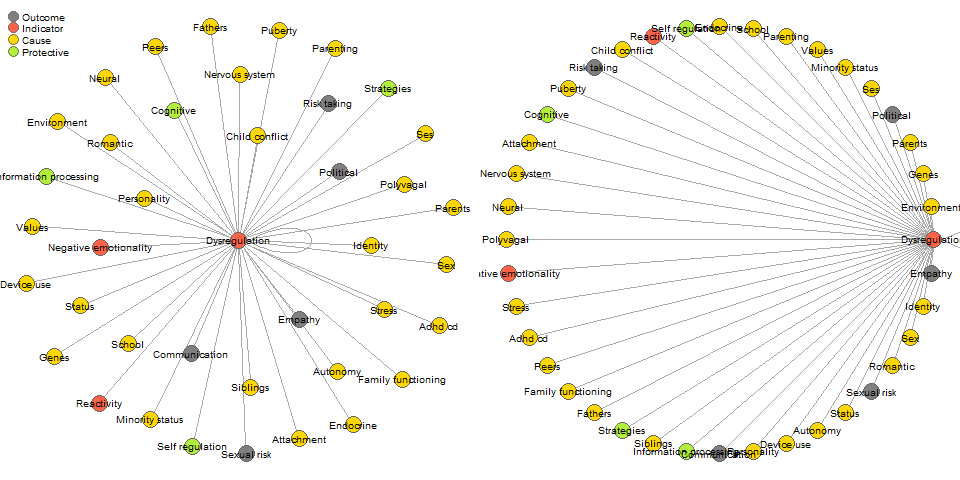 Outcome
Indicator
Cause
Protective
Fathers
Puberty
Peers
Parenting
Neural
Nervous system
Strategies
Risk taking
Cognitive
Environment
Child conflict
Ses
Romantic
Political
nformation processing
Polyvagal
Personality
Parents
Values
Dysregulation
Negative emotionality
Identity
Sex
Device use
Status
Stress
Empathy
Adhd cd
School
Communication
Genes
Autonomy
Family functioning
Siblings
Reactivity
Minority status
Endocrine
Attachment
Self regulation
Sexual risk
Self regulation
Endocrine
School
Reactivity
Parenting
Child conflict
Values
Risk taking
Minority status
Puberty
Ses
Cognitive
Political
Attachment
Parents
Nervous system
Genes
Neural
Environment
Polyvagal
Dysregulation
tive emotionality
Empathy
Stress
Identity
Adhd cd
Sex
Peers
Romantic
Family functioning
Sexual risk
Fathers
Status
Strategies
Autonomy
Siblings
Device use
Information processing
Communication
Personality